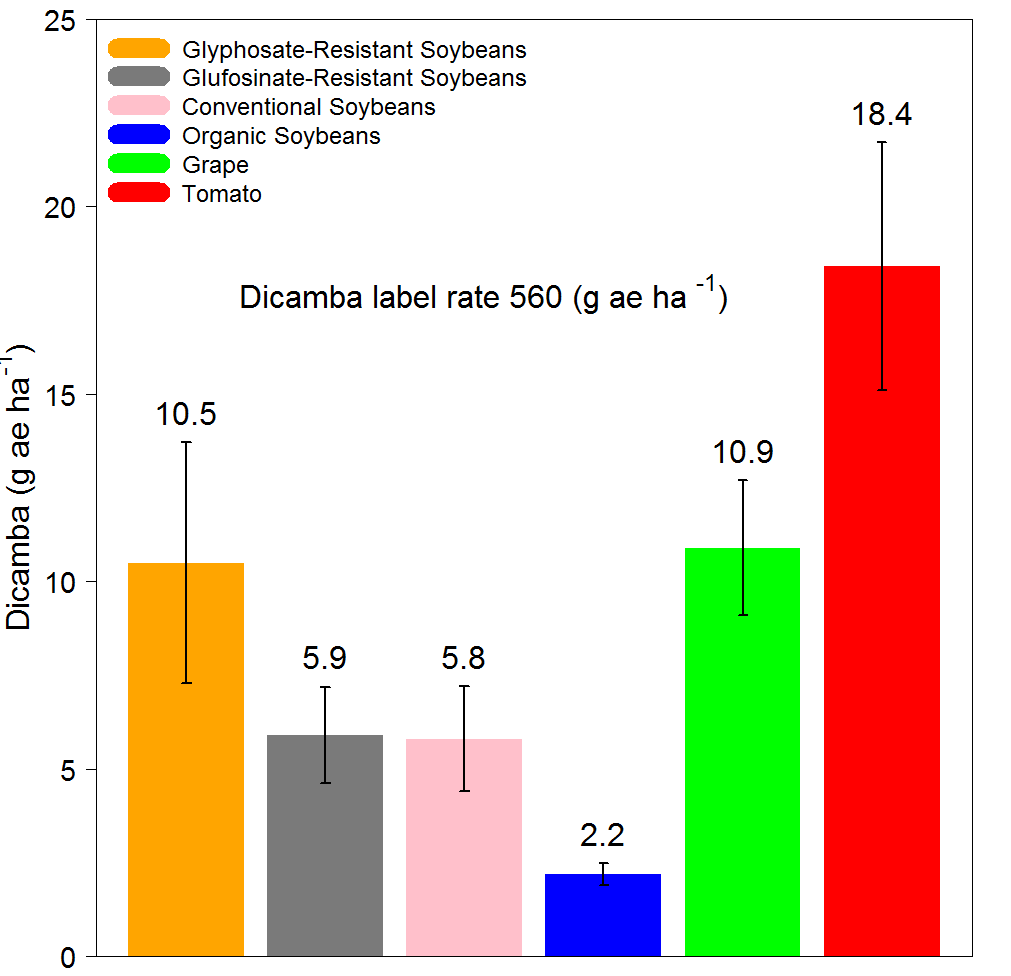 25
20
15
10
5
0
Dicamba (g ae ha-1)
Glyphosate-Resistant Soybeans
Glufosinate-Resistant Soybeans
Conventional Soybeans
Organic Soybeans
Grape
Tomato
Dicamba label rate 560 (g ae ha -1)
10.5
5.9
5.8
2.2
10.9
18.4